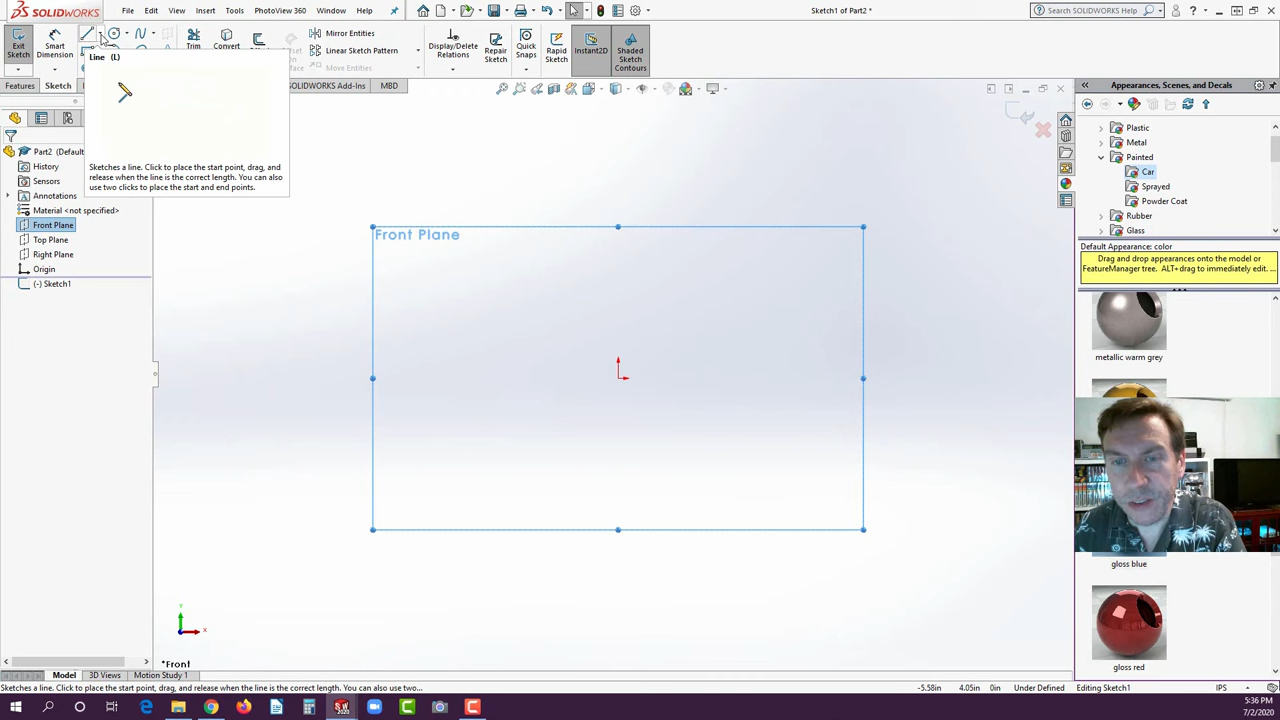 SOLIDWORKS
File Edit View Insert Tools PhotoView 360 Window Help
Sketch1 of Part2 *
Search SOLIDWORKS Help
Exit Sketch
Smart Dimension
Trim
Convert
Mirror Entities
Linear Sketch Pattern
Move Entities
Display/Delete Relations
Repair Sketch
Quick Snaps
Rapid Sketch
Instant2D
Shaded Sketch Contours
Line (L)
Sketches a line. Click to place the start point, drag, and
release when the line is the correct length. You can also
use two clicks to place the start and end points.
Features Sketch
SOLIDWORKS Add-Ins MBD
Part2 (Default
History
Sensors
Annotations
Material <not specified>
Front Plane
Top Plane
Right Plane
Origin
(-) Sketch1
Front Plane
Y
X
*Front
Appearances, Scenes, and Decals
Plastic
Metal
Painted
Car
Sprayed
Powder Coat
Rubber
Glass
Default Appearance: color
Drag and drop appearances onto the model or
FeatureManager tree. ALT+drag to immediately edit. ...
metallic warm grey
gloss blue
gloss red
Model 3D Views Motion Study 1
Sketches a line. Click to place the start point, drag, and release when the line is the correct length. You can also use two...
-5.58in 4.05in 0in Under Defined Editing Sketch1 IPS
5:36 PM
7/2/2020